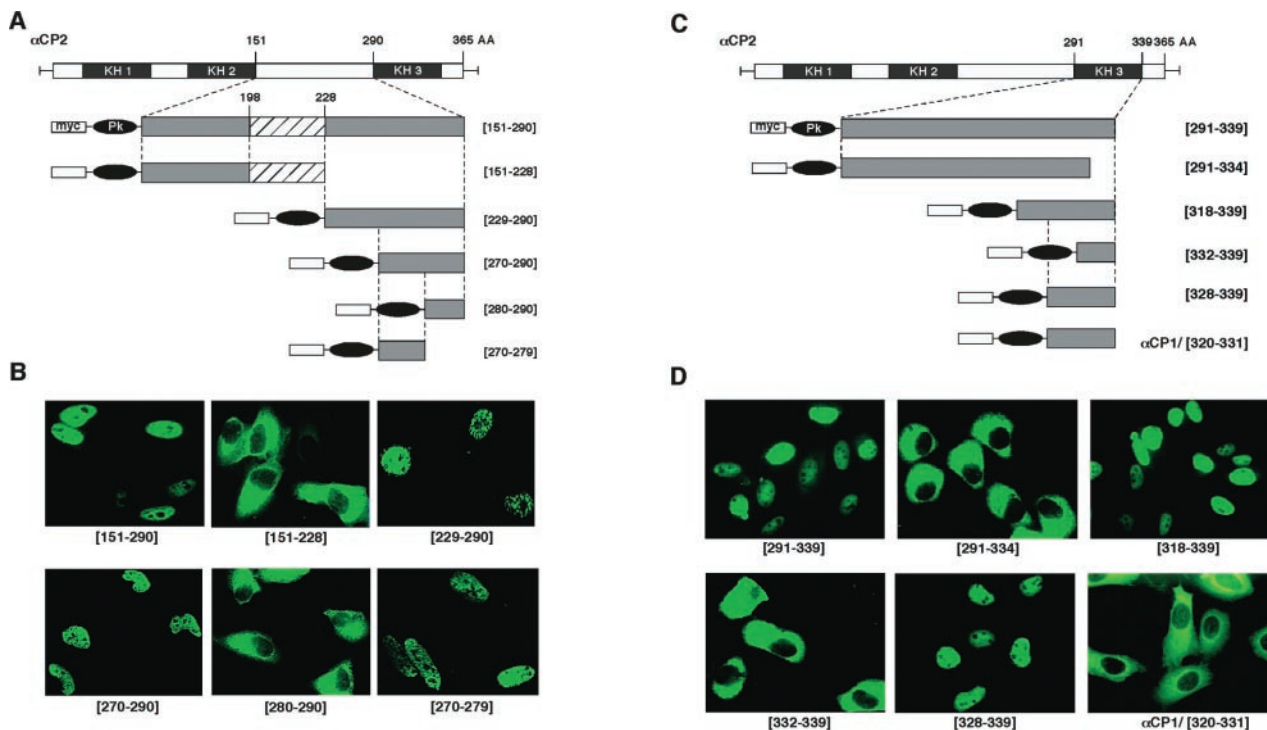 A
αCP2
151
290
365 AA
KH 1
KH 2
KH 3
198
228
myc
Pk
[151-290]
[151-228]
[229-290]
[270-290]
[280-290]
[270-279]
B
[151-290]
[151-228]
[229-290]
[270-290]
[280-290]
[270-279]
C
αCP2
291
339
365 AA
KH 1
KH 2
KH 3
myc
Pk
[291-339]
[291-334]
[318-339]
[332-339]
[328-339]
αCP1/ [320-331]
D
[291-339]
[291-334]
[318-339]
[332-339]
[328-339]
αCP1/ [320-331]